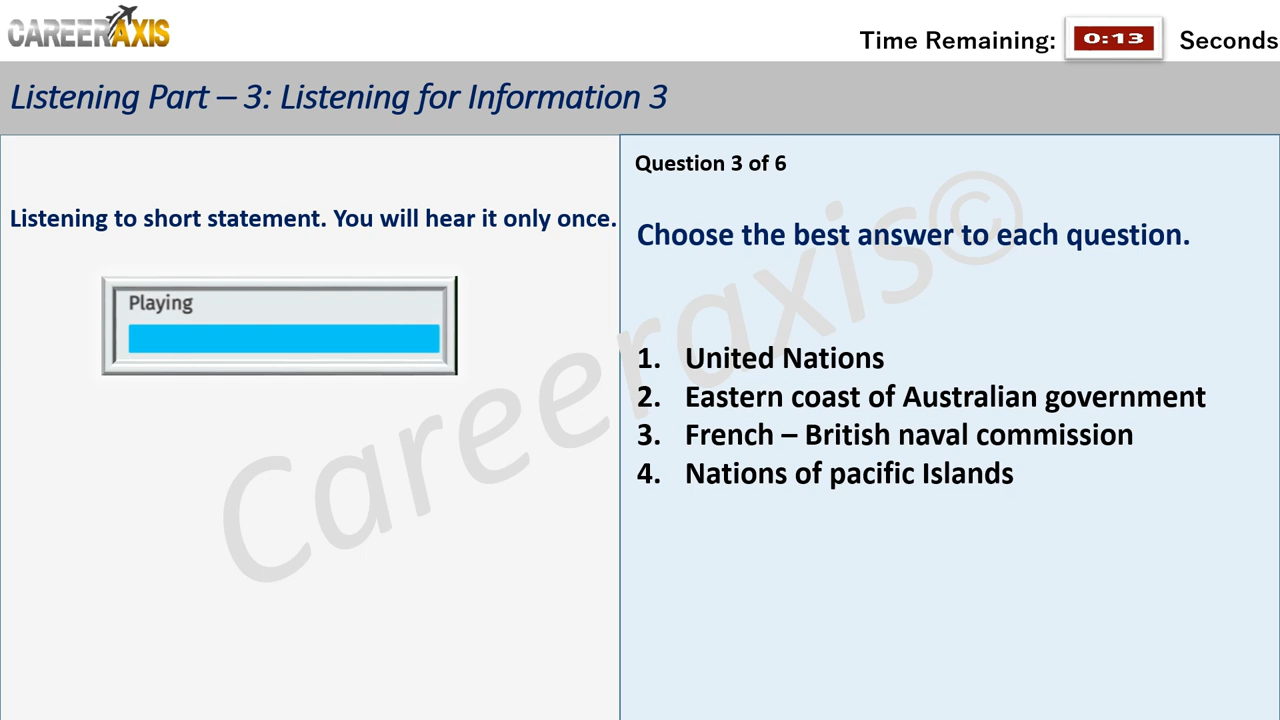 CAREERAXIS
Time Remaining: 0:13 Seconds
Listening Part – 3: Listening for Information 3
Listening to short statement. You will hear it only once.
Playing
Question 3 of 6
Choose the best answer to each question.
1. United Nations
2. Eastern coast of Australian government
3. French – British naval commission
4. Nations of pacific Islands
Careeraxis©